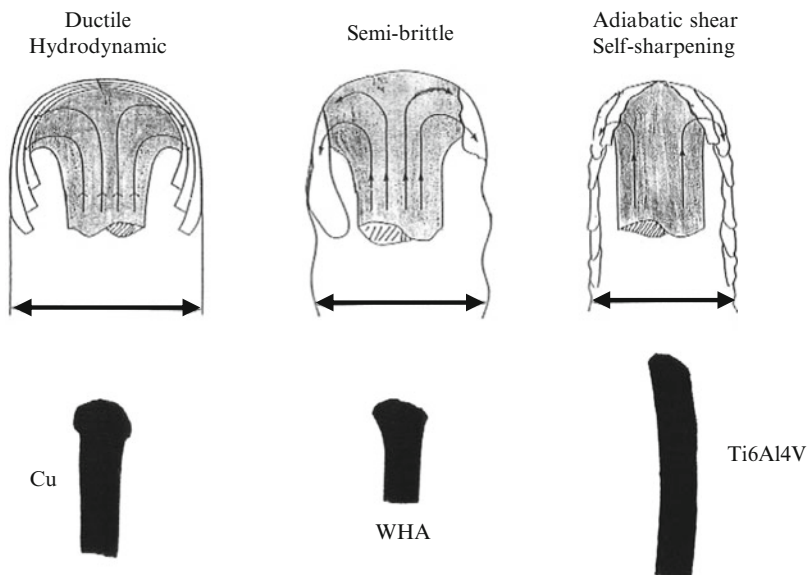 Ductile
Hydrodynamic
Semi-brittle
Adiabatic shear
Self-sharpening
Cu
WHA
Ti6Al4V